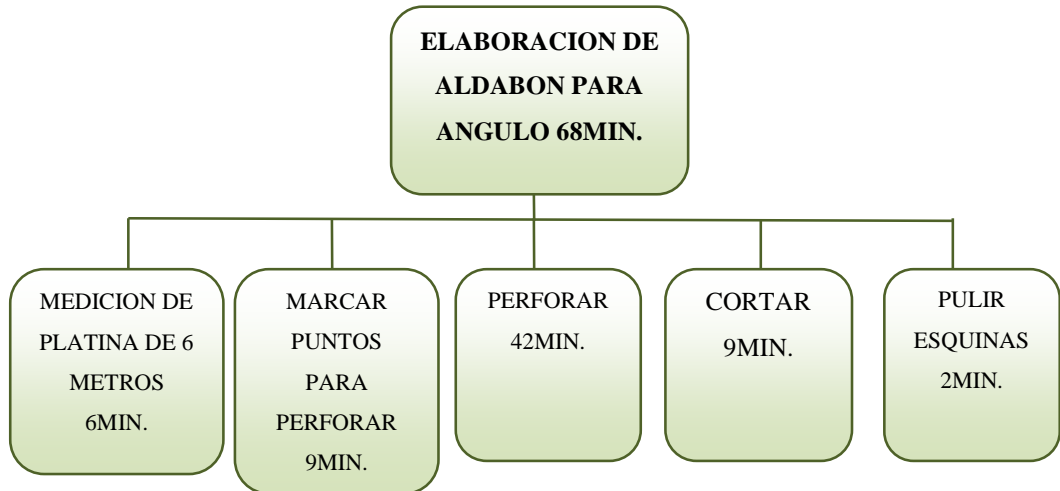 ELABORACION DE
ALDABON PARA
ANGULO 68MIN.
MEDICION DE
PLATINA DE 6
METROS
6MIN.
MARCAR
PUNTOS
PARA
PERFORAR
9MIN.
PERFORAR
42MIN.
CORTAR
9MIN.
PULIR
ESQUINAS
2MIN.